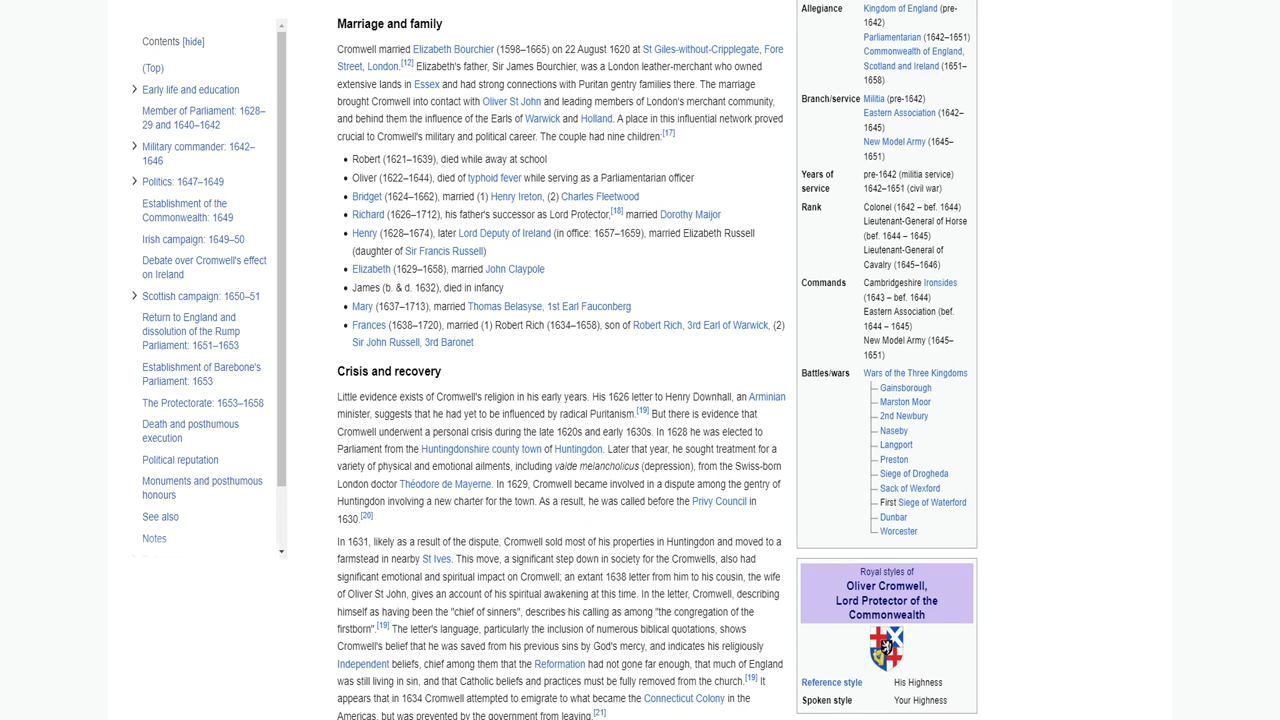 Contents [hide]
(Top)
Early life and education
Member of Parliament: 1628–
29 and 1640–1642
Military commander: 1642–
1646
Politics: 1647–1649
Establishment of the
Commonwealth: 1649
Irish campaign: 1649–50
Debate over Cromwell's effect
on Ireland
Scottish campaign: 1650–51
Return to England and
dissolution of the Rump
Parliament: 1651–1653
Establishment of Barebone's
Parliament: 1653
The Protectorate: 1653–1658
Death and posthumous
execution
Political reputation
Monuments and posthumous
honours
See also
Notes
Marriage and family
Cromwell married Elizabeth Bourchier (1598–1665) on 22 August 1620 at St Giles-without-Cripplegate, Fore
Street, London.[12] Elizabeth's father, Sir James Bourchier, was a London leather-merchant who owned
extensive lands in Essex and had strong connections with Puritan gentry families there. The marriage
brought Cromwell into contact with Oliver St John and leading members of London's merchant community,
and behind them the influence of the Earls of Warwick and Holland. A place in this influential network proved
crucial to Cromwell's military and political career. The couple had nine children:[17]
• Robert (1621–1639), died while away at school
• Oliver (1622–1644), died of typhoid fever while serving as a Parliamentarian officer
• Bridget (1624–1662), married (1) Henry Ireton, (2) Charles Fleetwood
• Richard (1626–1712), his father's successor as Lord Protector,[18] married Dorothy Maijor
• Henry (1628–1674), later Lord Deputy of Ireland (in office: 1657–1659), married Elizabeth Russell
(daughter of Sir Francis Russell)
• Elizabeth (1629–1658), married John Claypole
• James (b. & d. 1632), died in infancy
• Mary (1637–1713), married Thomas Belasyse, 1st Earl Fauconberg
• Frances (1638–1720), married (1) Robert Rich (1634–1658), son of Robert Rich, 3rd Earl of Warwick, (2)
Sir John Russell, 3rd Baronet
Crisis and recovery
Little evidence exists of Cromwell's religion in his early years. His 1626 letter to Henry Downhall, an Arminian
minister, suggests that he had yet to be influenced by radical Puritanism.[19] But there is evidence that
Cromwell underwent a personal crisis during the late 1620s and early 1630s. In 1628 he was elected to
Parliament from the Huntingdonshire county town of Huntingdon. Later that year, he sought treatment for a
variety of physical and emotional ailments, including valde melancholicus (depression), from the Swiss-born
London doctor Théodore de Mayerne. In 1629, Cromwell became involved in a dispute among the gentry of
Huntingdon involving a new charter for the town. As a result, he was called before the Privy Council in
1630.[20]
In 1631, likely as a result of the dispute, Cromwell sold most of his properties in Huntingdon and moved to a
farmstead in nearby St Ives. This move, a significant step down in society for the Cromwells, also had
significant emotional and spiritual impact on Cromwell; an extant 1638 letter from him to his cousin, the wife
of Oliver St John, gives an account of his spiritual awakening at this time. In the letter, Cromwell, describing
himself as having been the "chief of sinners", describes his calling as among "the congregation of the
firstborn".[19] The letter's language, particularly the inclusion of numerous biblical quotations, shows
Cromwell's belief that he was saved from his previous sins by God's mercy, and indicates his religiously
Independent beliefs, chief among them that the Reformation had not gone far enough, that much of England
was still living in sin, and that Catholic beliefs and practices must be fully removed from the church.[19] It
appears that in 1634 Cromwell attempted to emigrate to what became the Connecticut Colony in the
Americas, but was prevented by the government from leaving.[21]
Allegiance Kingdom of England (pre-
1642)
Parliamentarian (1642–1651)
Commonwealth of England,
Scotland and Ireland (1651–
1658)
Branch/service Militia (pre-1642)
Eastern Association (1642–
1645)
New Model Army (1645–
1651)
Years of pre-1642 (militia service)
service 1642–1651 (civil war)
Rank Colonel (1642 – bef. 1644)
Lieutenant-General of Horse
(bef. 1644 – 1645)
Lieutenant-General of
Cavalry (1645–1646)
Commands Cambridgeshire Ironsides
(1643 – bef. 1644)
Eastern Association (bef.
1644 – 1645)
New Model Army (1645–
1651)
Battles/wars Wars of the Three Kingdoms
Gainsborough
Marston Moor
2nd Newbury
Naseby
Langport
Preston
Siege of Drogheda
Sack of Wexford
First Siege of Waterford
Dunbar
Worcester
Royal styles of
Oliver Cromwell,
Lord Protector of the
Commonwealth
Reference style His Highness
Spoken style Your Highness